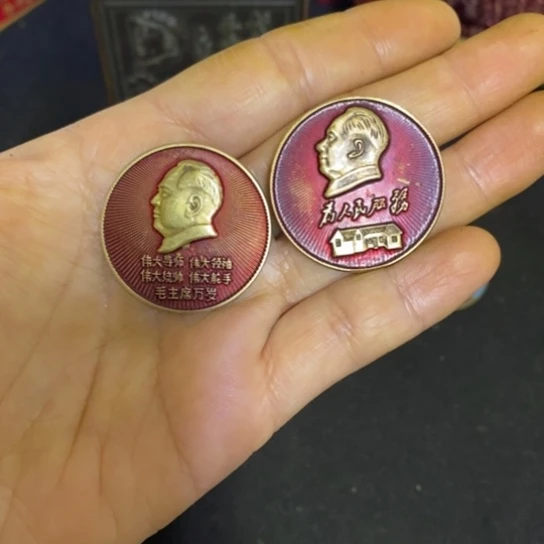 伟大导师 伟大领袖
伟大统帅 伟大舵手
毛主席万岁
为人民服务